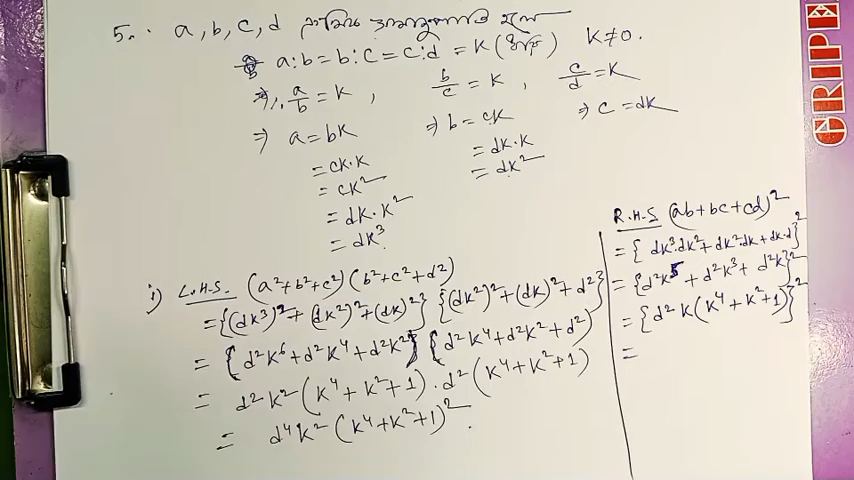 5. a, b, c, d ক্রমিক সমানুপাতি হলে
a:b = b:c = c:d = K (ধরি) K≠0.
⇒ a/b = K, b/c = K, c/d = K
⇒ a = bK ⇒ b = cK ⇒ c = dK
= cK·K = dK·K
= cK² = dK²
= dK·K²
= dK³
i) L.H.S. (a²+b²+c²)(b²+c²+d²)
= {(dK³)²+(dK²)²+(dK)²} {(dK²)²+(dK)²+d²}
= {d²K⁶+d²K⁴+d²K²} {d²K⁴+d²K²+d²)
= d²K²(K⁴+K²+1)·d²(K⁴+K²+1)
= d⁴K²(K⁴+K²+1)².
R.H.S (ab+bc+cd)²
= { dK³·dK²+dK²·dK+dK·d}²
= {d²K⁵+d²K³+d²K}²
= {d²K(K⁴+K²+1)}²
=
GRIPE